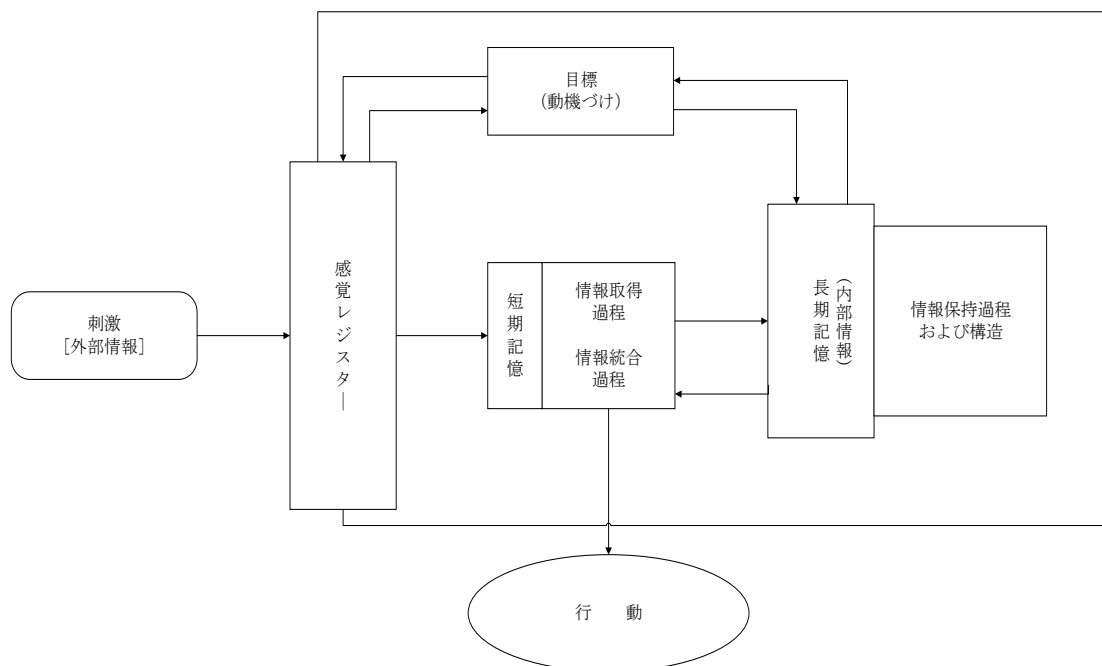 目標
(動機づけ)
刺激
[外部情報]
感覚レジスター
短期記憶
情報取得
過程
情報統合
過程
(内部情報)
長期記憶
情報保持過程
および構造
行　動